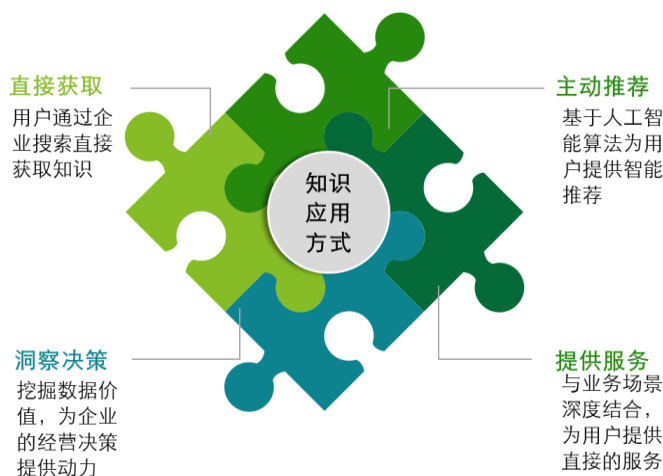 直接获取
用户通过企
业搜索直接
获取知识
主动推荐
基于人工智
能算法为用
户提供智能
推荐
知识
应用
方式
洞察决策
挖掘数据价
值，为企业
的经营决策
提供动力
提供服务
与业务场景
深度结合，
为用户提供
直接的服务